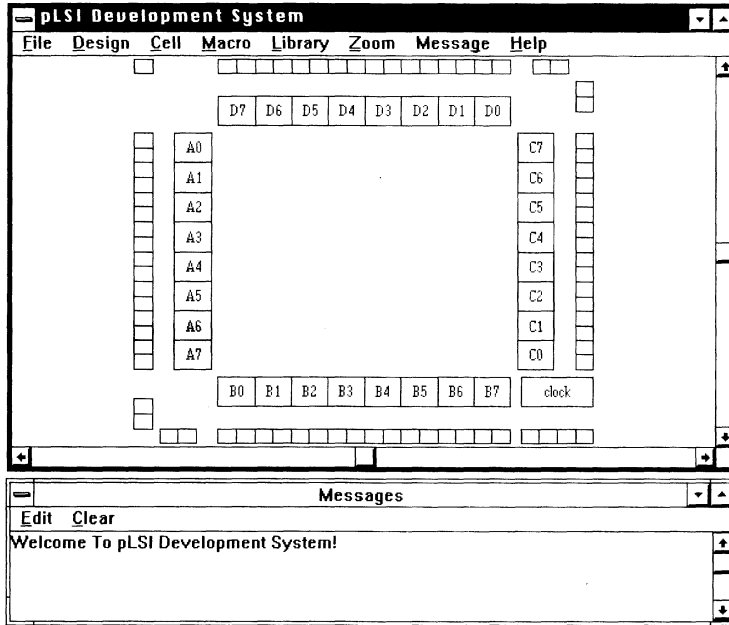 pLSI Development System
File Design Cell Macro Library Zoom Message Help
D7 D6 D5 D4 D3 D2 D1 D0
A0 C7
A1 C6
A2 C5
A3 C4
A4 C3
A5 C2
A6 C1
A7 C0
B0 B1 B2 B3 B4 B5 B6 B7 clock
Messages
Edit Clear
Welcome To pLSI Development System!